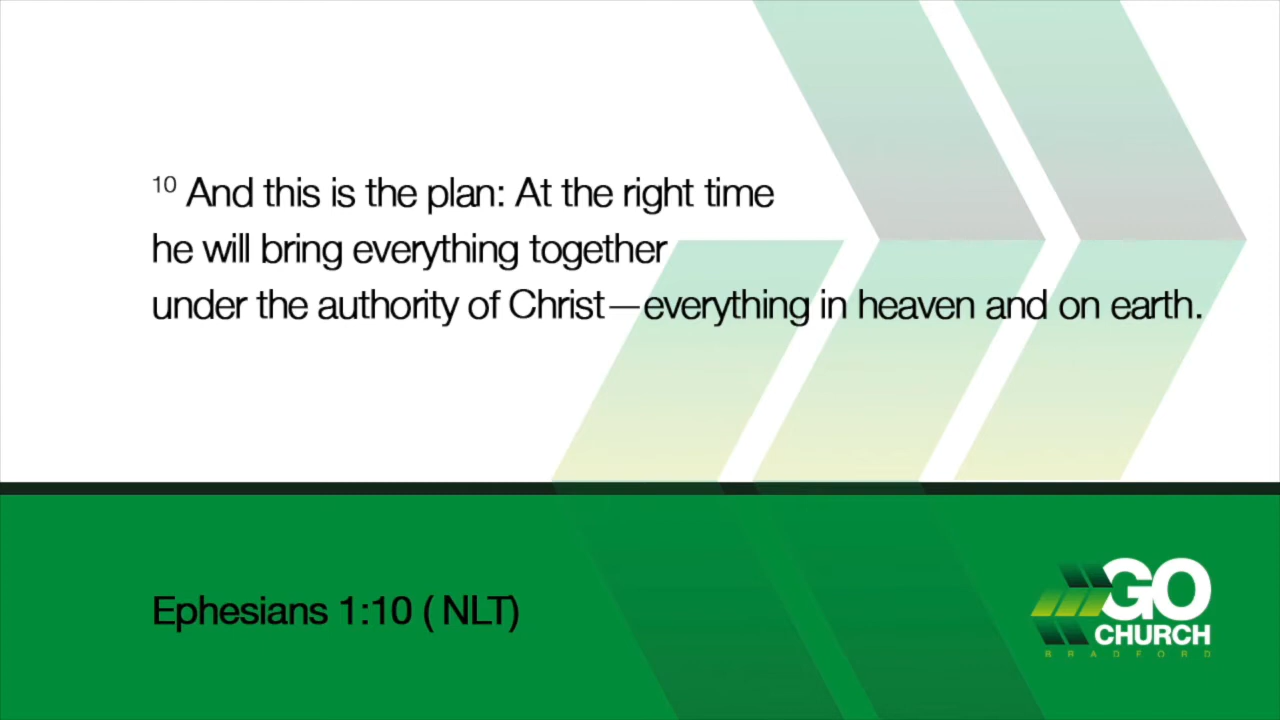 10 And this is the plan: At the right time
he will bring everything together
under the authority of Christ—everything in heaven and on earth.
Ephesians 1:10 ( NLT)
GO
CHURCH
BRADFORD